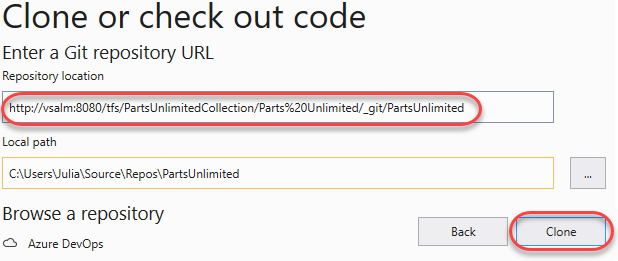 Clone or check out code
Enter a Git repository URL
Repository location
http://vsalm:8080/tfs/PartsUnlimitedCollection/Parts%20Unlimited/_git/PartsUnlimited
Local path
C:\Users\Julia\Source\Repos\PartsUnlimited
...
Browse a repository
Back
Clone
Azure DevOps